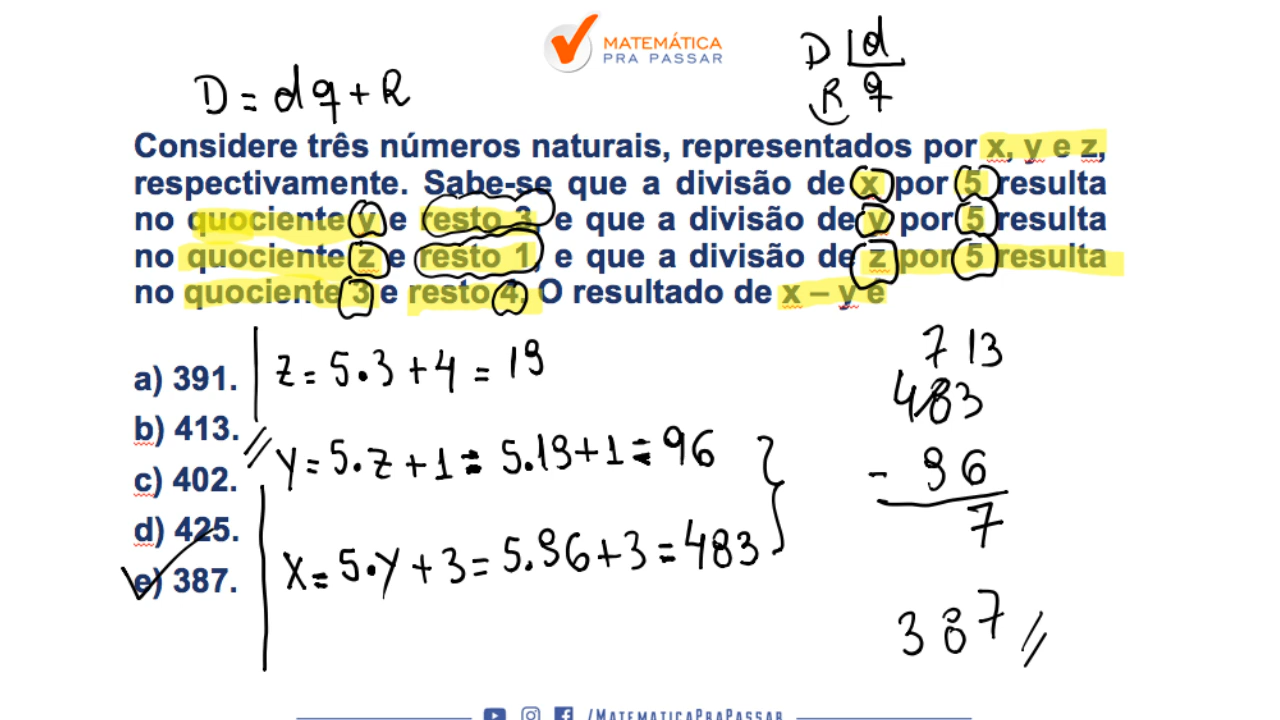 MATEMÁTICA
PRA PASSAR
D d
R q
D = dq + R
Considere três números naturais, representados por x, y e z,
respectivamente. Sabe-se que a divisão de x por 5 resulta
no quociente y e resto 3, e que a divisão de y por 5 resulta
no quociente z e resto 1, e que a divisão de z por 5 resulta
no quociente 3 e resto 4. O resultado de x – y é
a) 391.
b) 413.
c) 402.
d) 425.
e) 387.
z = 5.3 + 4 = 19
y = 5.z + 1 = 5.19 + 1 = 96
x = 5.y + 3 = 5.96 + 3 = 483
7 13
483
- 96
7
387
/MATEMATICAPRAPASSAR